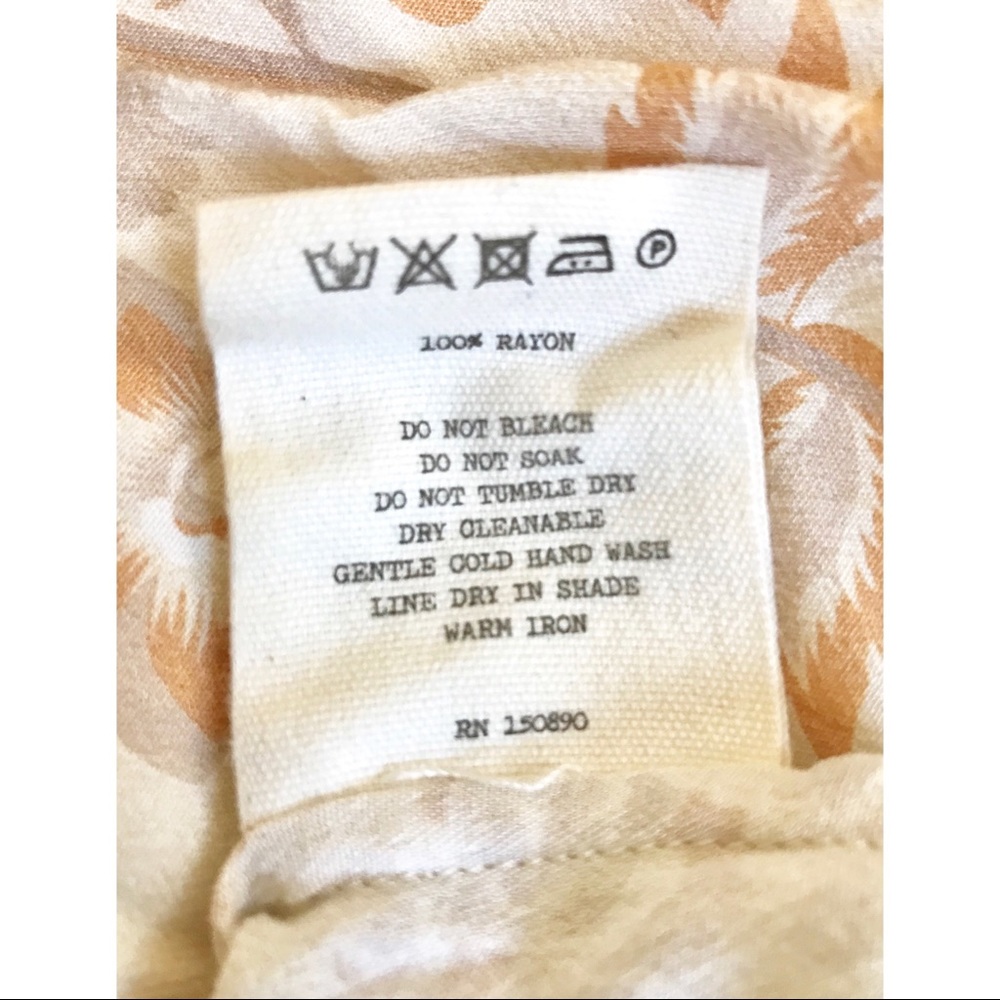 P
100% RAYON
DO NOT BLEACH
DO NOT SOAK
DO NOT TUMBLE DRY
DRY CLEANABLE
GENTLE COLD HAND WASH
LINE DRY IN SHADE
WARM IRON
RN 150890